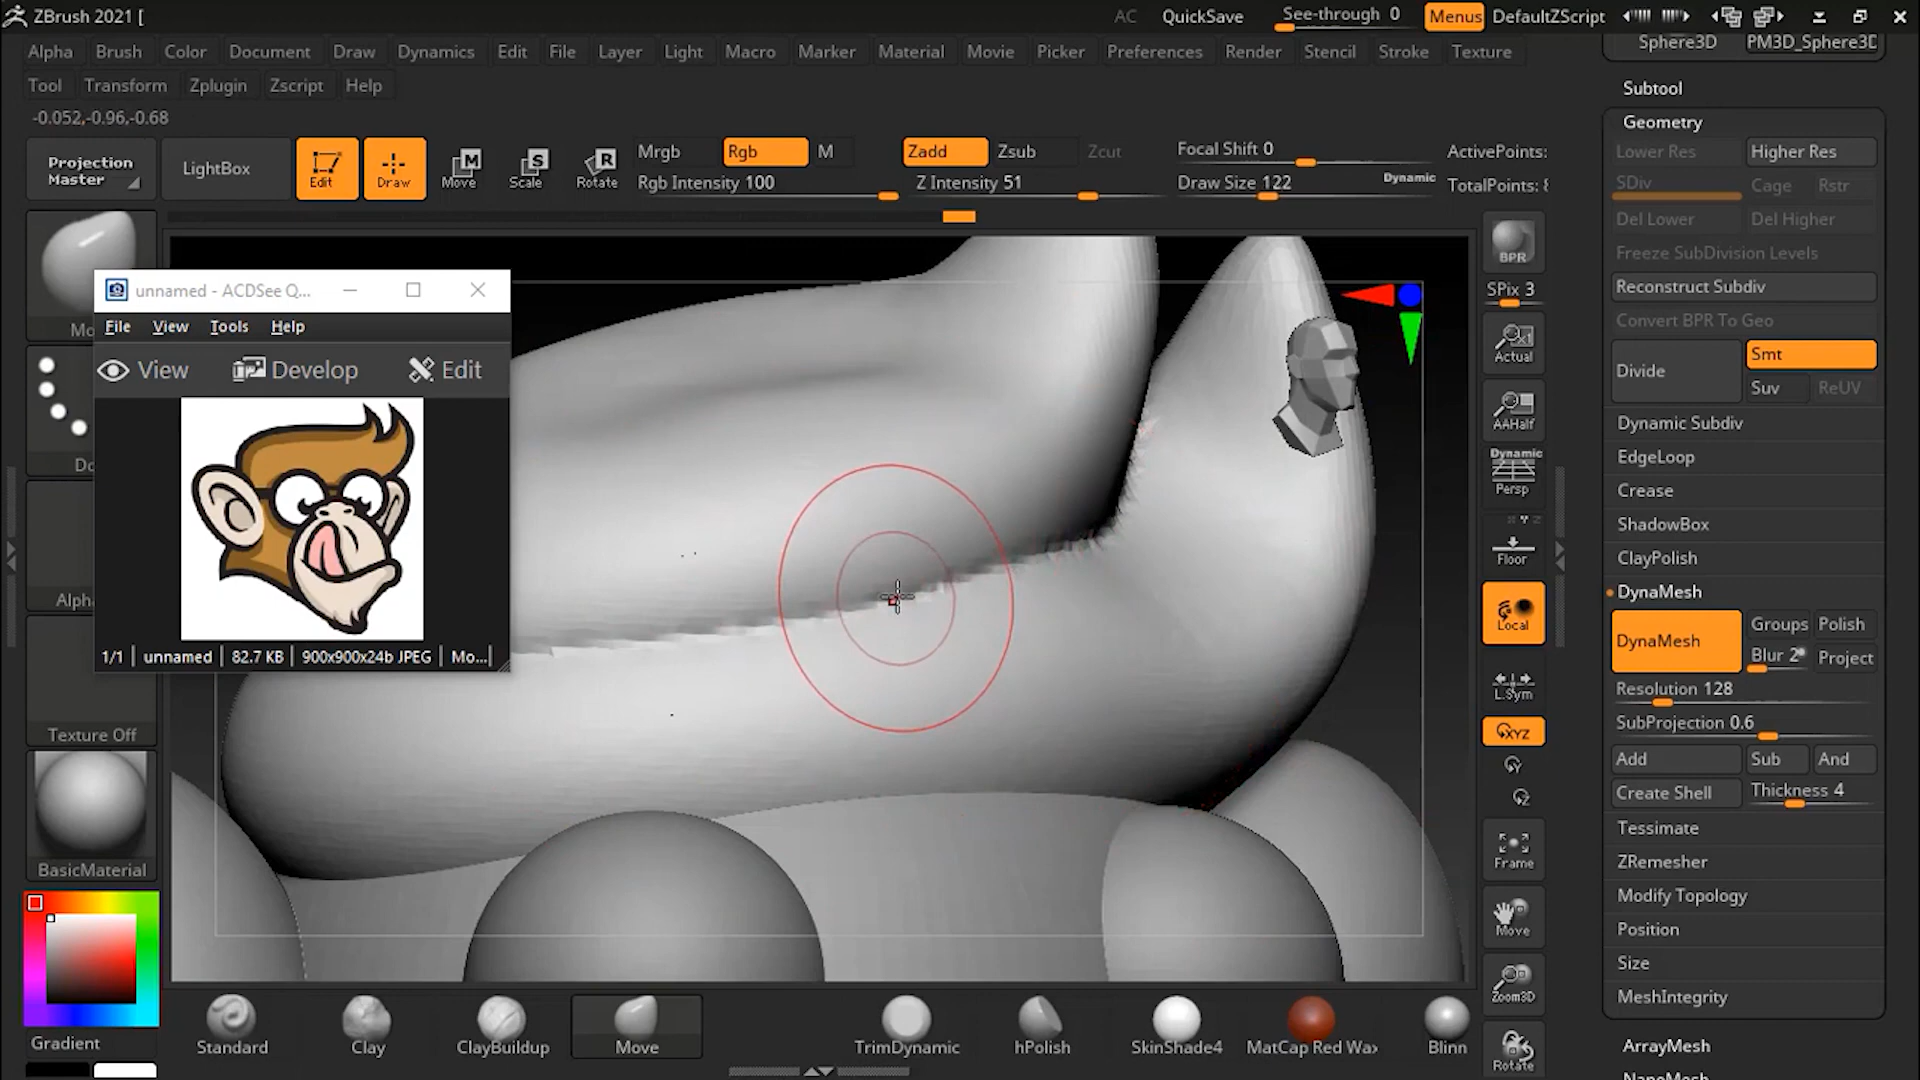 ZBrush 2021 [
AC QuickSave See-through 0 Menus DefaultZScript
Alpha Brush Color Document Draw Dynamics Edit File Layer Light Macro Marker Material Movie Picker Preferences Render Stencil Stroke Texture
Tool Transform Zplugin Zscript Help
-0.052,-0.96,-0.68
Projection
Master
LightBox
Edit
Draw
Move
Scale
Rotate
M
S
R
Mrgb Rgb M
Rgb Intensity 100
Zadd Zsub Zcut
Z Intensity 51
Focal Shift 0
Draw Size 122
Dynamic
ActivePoints:
TotalPoints:
unnamed - ACDSee Q...
File View Tools Help
View Develop Edit
1/1 unnamed 82.7 KB 900x900x24b JPEG Mo...
Texture Off
BasicMaterial
Gradient
Standard
Clay
ClayBuildup
Move
TrimDynamic
hPolish
SkinShade4
MatCap Red Wax
Blinn
BPR
SPix 3
Actual
AAHalf
Dynamic
Persp
Floor
Local
L.Sym
XYZ
Frame
Move
Zoom3D
Rotate
Sphere3D PM3D_Sphere3D
Subtool
Geometry
Lower Res Higher Res
SDiv Cage Rstr
Del Lower Del Higher
Freeze SubDivision Levels
Reconstruct Subdiv
Convert BPR To Geo
Divide Smt
Suv ReUV
Dynamic Subdiv
EdgeLoop
Crease
ShadowBox
ClayPolish
DynaMesh
DynaMesh Groups Polish
Blur 2 Project
Resolution 128
SubProjection 0.6
Add Sub And
Create Shell Thickness 4
Tessimate
ZRemesher
Modify Topology
Position
Size
MeshIntegrity
ArrayMesh